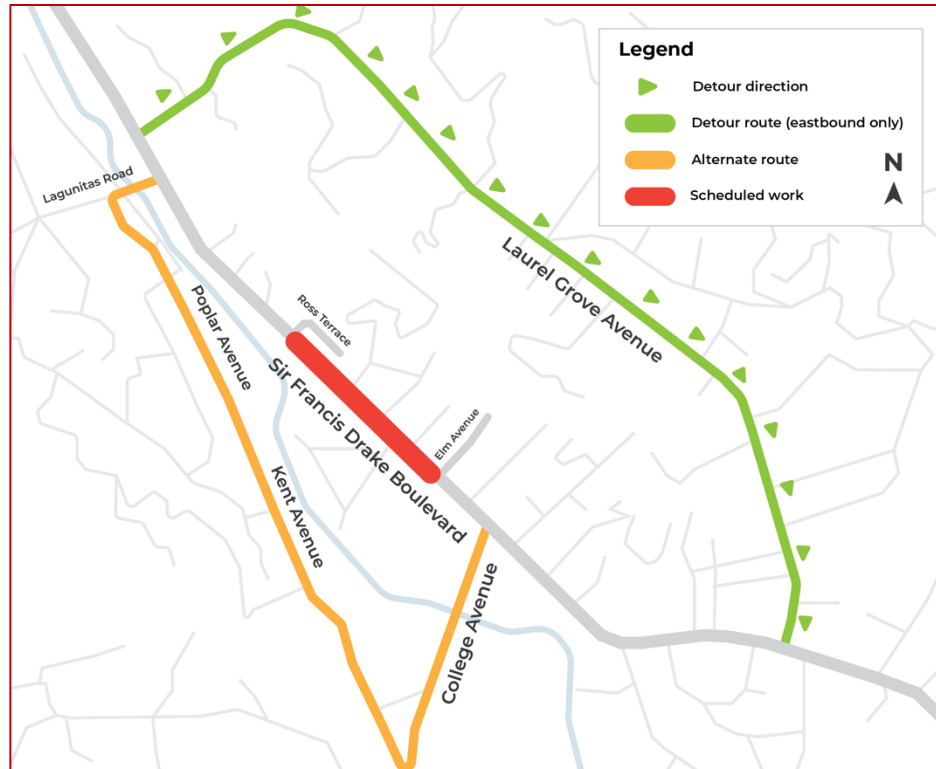 Legend
Detour direction
Detour route (eastbound only)
Alternate route
N
Scheduled work
Lagunitas Road
Poplar Avenue
Ross Terrace
Laurel Grove Avenue
Sir Francis Drake Boulevard
Elm Avenue
Kent Avenue
College Avenue